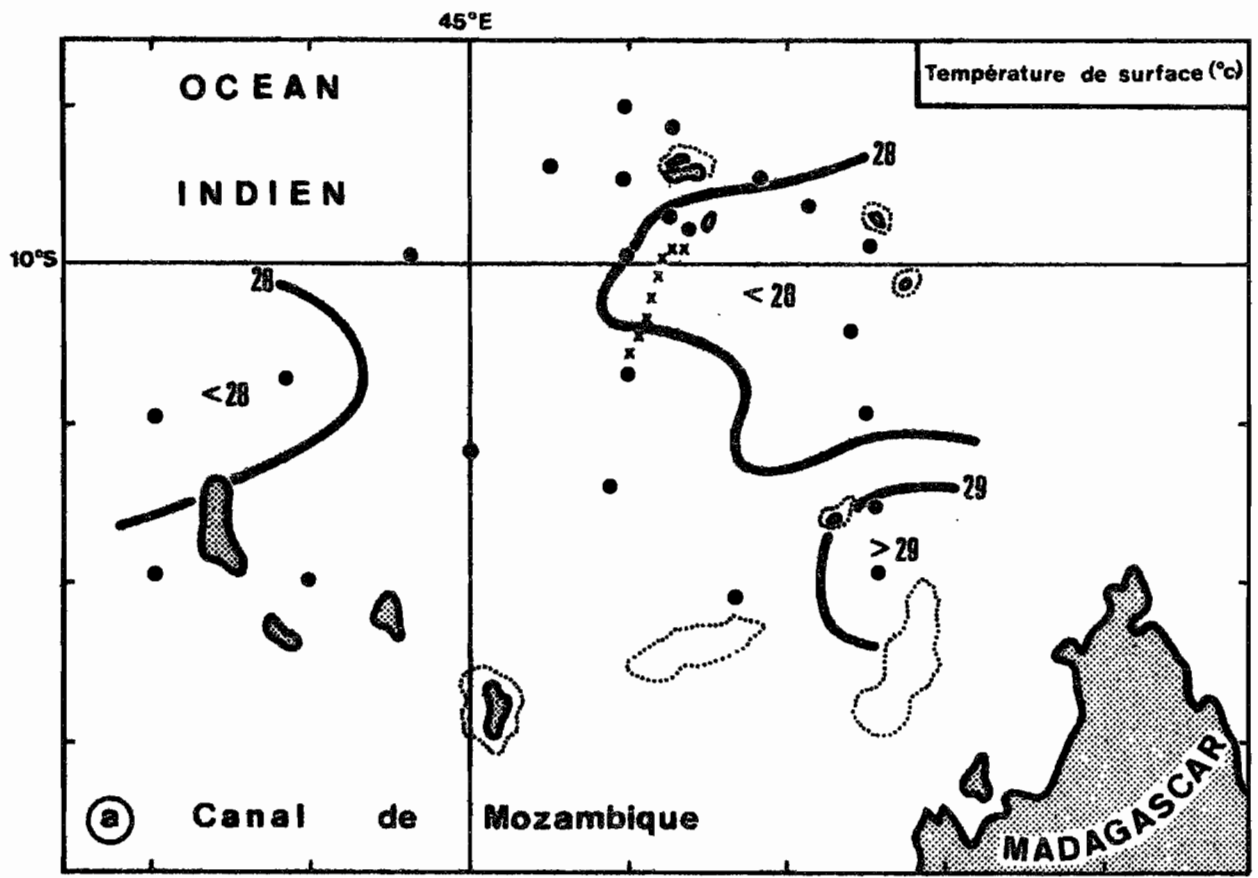 45°E
Température de surface (°c)
OCEAN
INDIEN
28
10°S
28
< 28
< 28
29
> 29
a Canal de Mozambique
MADAGASCAR